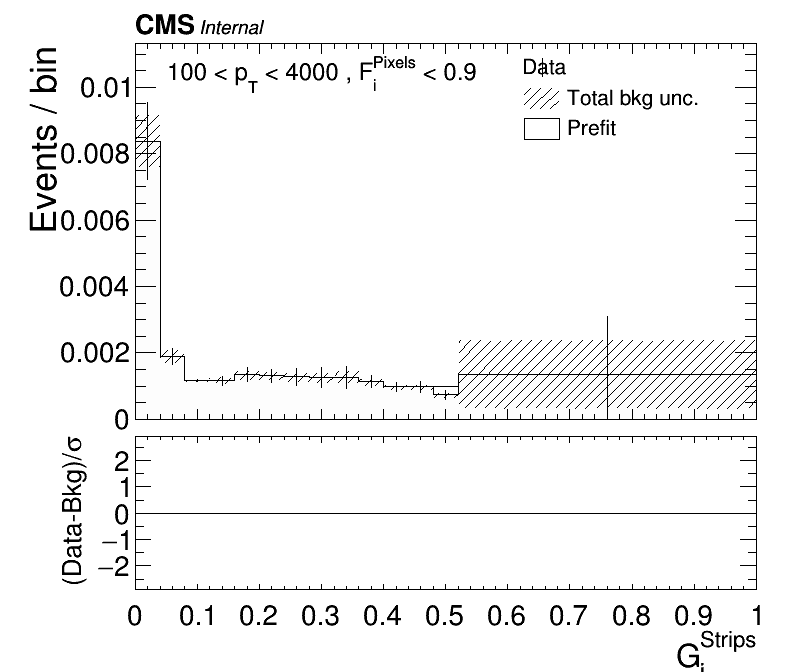 CMS Internal
100 < p_T < 4000 , F_i^Pixels < 0.9
Data
Total bkg unc.
Prefit
Events / bin
0.01
0.008
0.006
0.004
0.002
0
(Data-Bkg)/σ
2
1
0
−1
−2
0 0.1 0.2 0.3 0.4 0.5 0.6 0.7 0.8 0.9 1
G_i^Strips